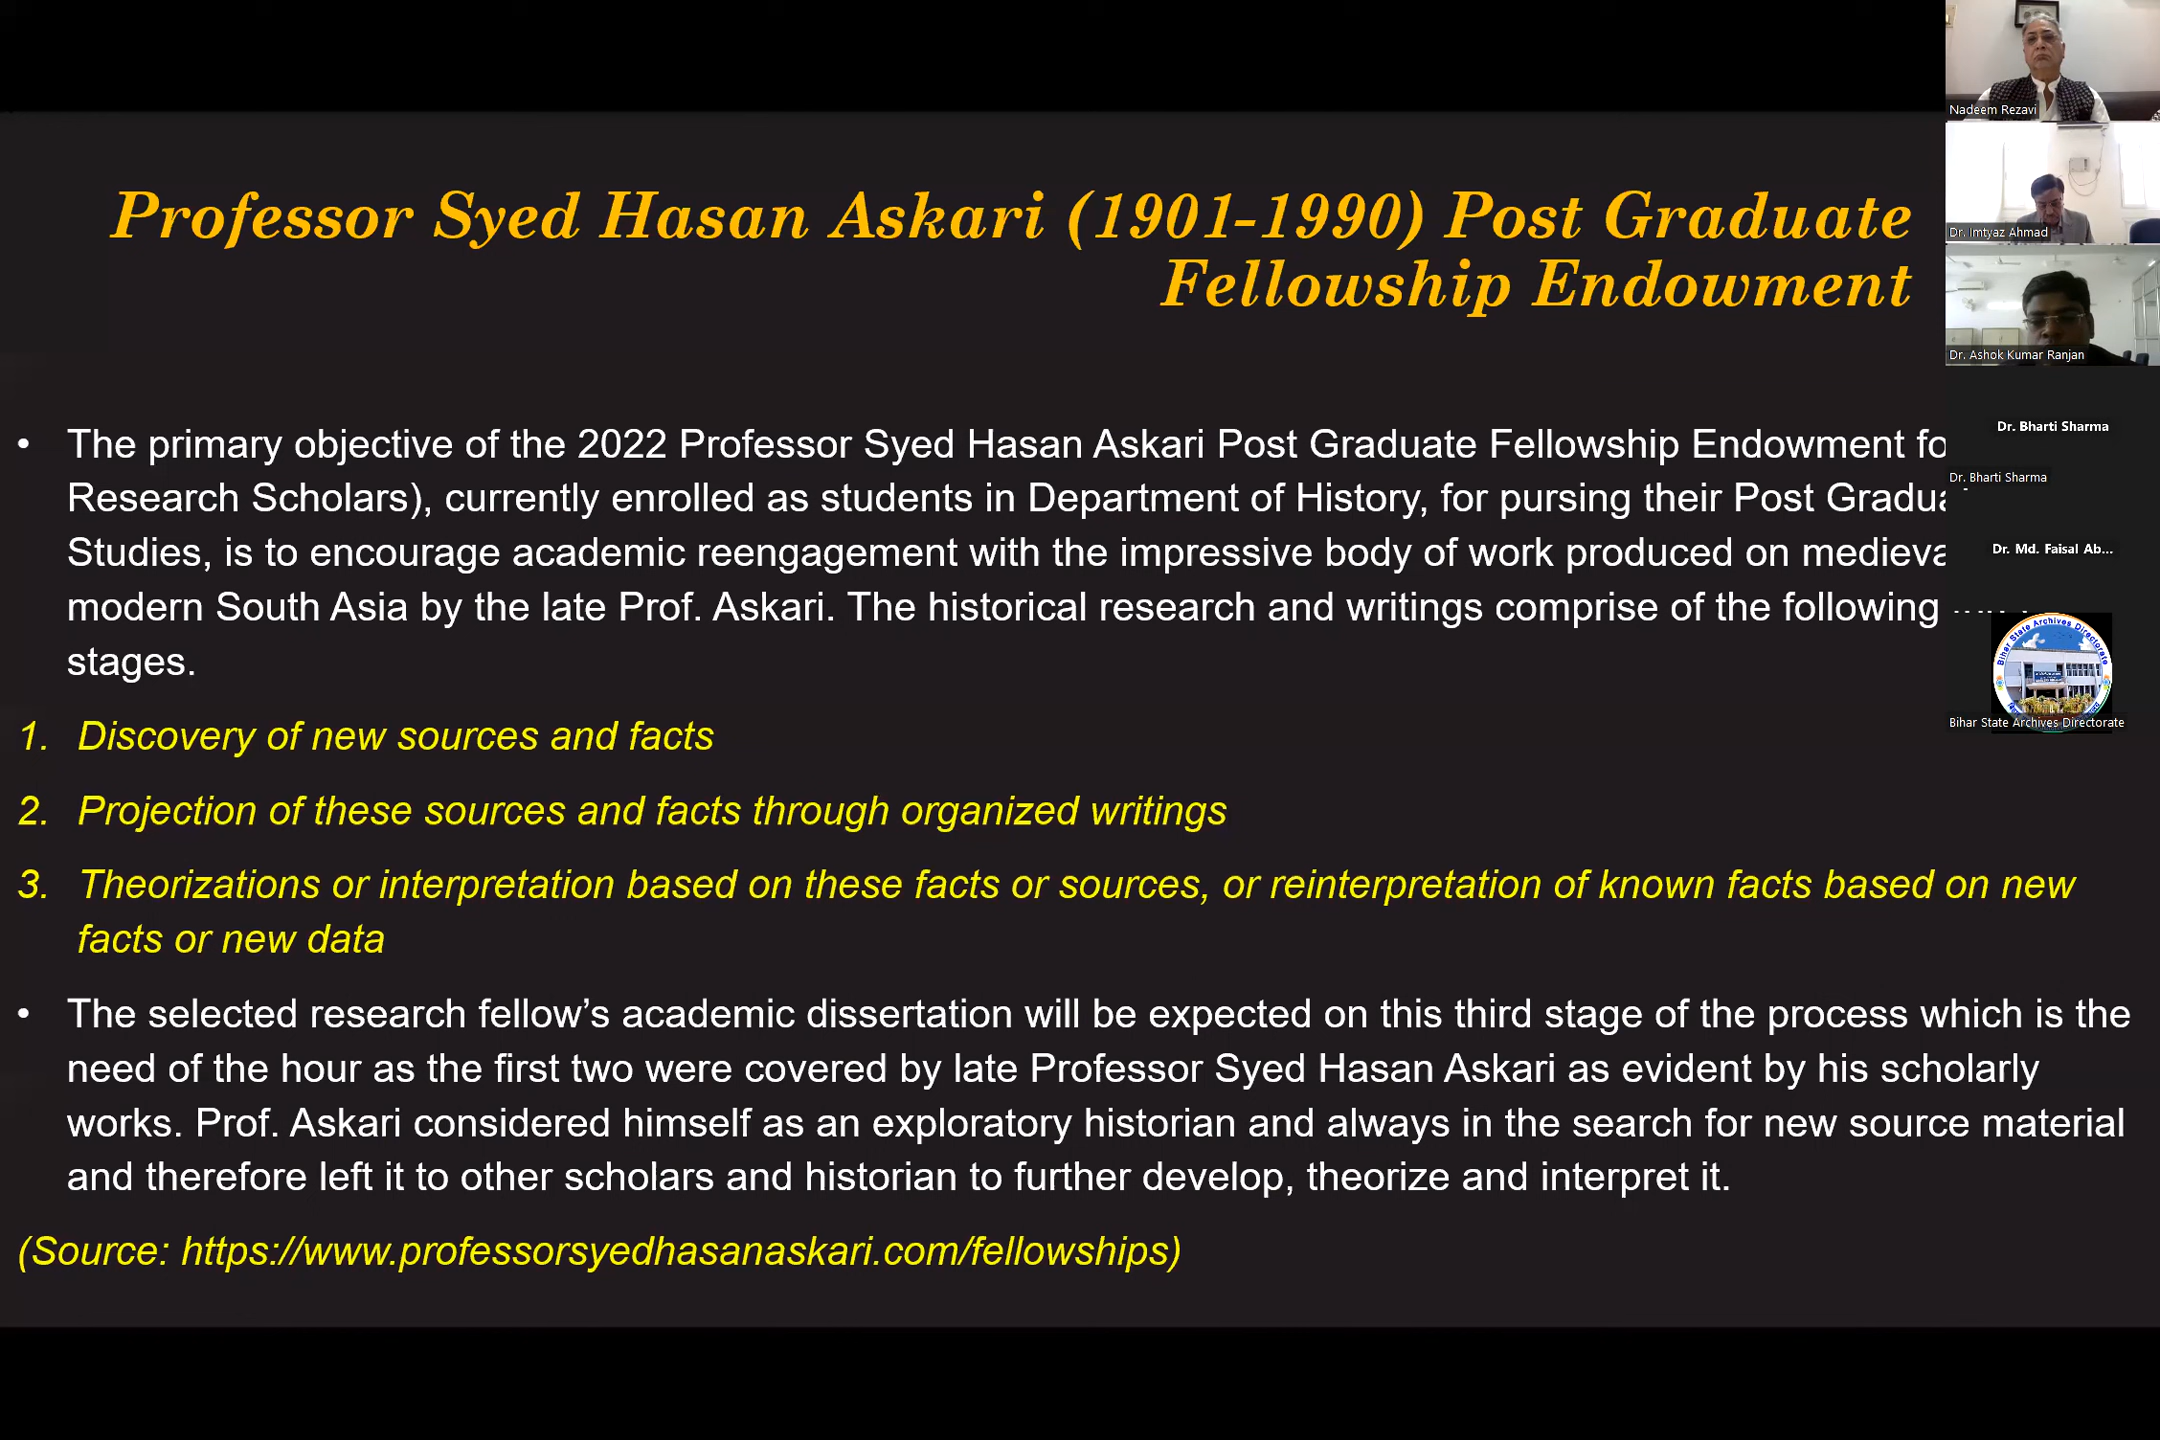 Professor Syed Hasan Askari (1901-1990) Post Graduate
Fellowship Endowment
• The primary objective of the 2022 Professor Syed Hasan Askari Post Graduate Fellowship Endowment
Research Scholars), currently enrolled as students in Department of History, for pursing their Post
Studies, is to encourage academic reengagement with the impressive body of work produced on
modern South Asia by the late Prof. Askari. The historical research and writings comprise of the following
stages.
1. Discovery of new sources and facts
2. Projection of these sources and facts through organized writings
3. Theorizations or interpretation based on these facts or sources, or reinterpretation of known facts based on new
facts or new data
• The selected research fellow’s academic dissertation will be expected on this third stage of the process which is the
need of the hour as the first two were covered by late Professor Syed Hasan Askari as evident by his scholarly
works. Prof. Askari considered himself as an exploratory historian and always in the search for new source material
and therefore left it to other scholars and historian to further develop, theorize and interpret it.
(Source: https://www.professorsyedhasanaskari.com/fellowships)
Nadeem Rezavi
Dr. Imtyaz Ahmad
Dr. Ashok Kumar Ranjan
Dr. Bharti Sharma
Dr. Bharti Sharma
Dr. Md. Faisal Ab...
Bihar State Archives Directorate
Bihar State Archives Directorate